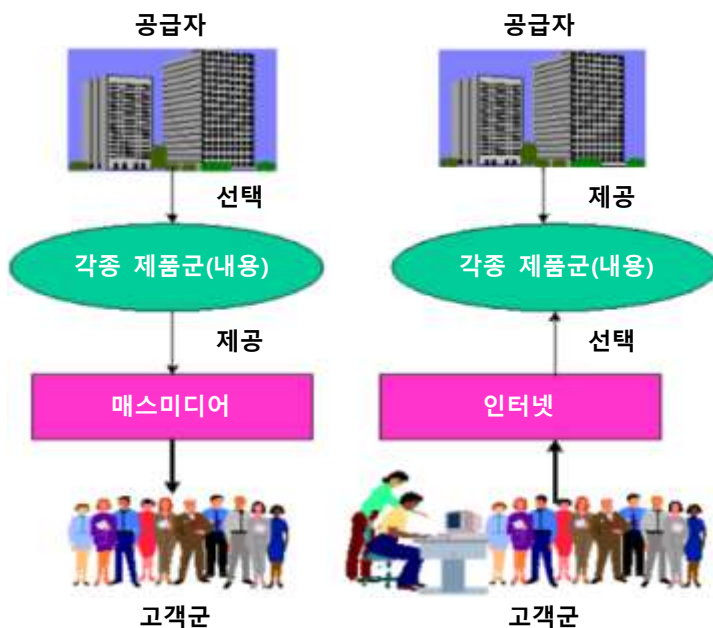 공급자
선택
각종 제품군(내용)
제공
매스미디어
고객군
공급자
제공
각종 제품군(내용)
선택
인터넷
고객군